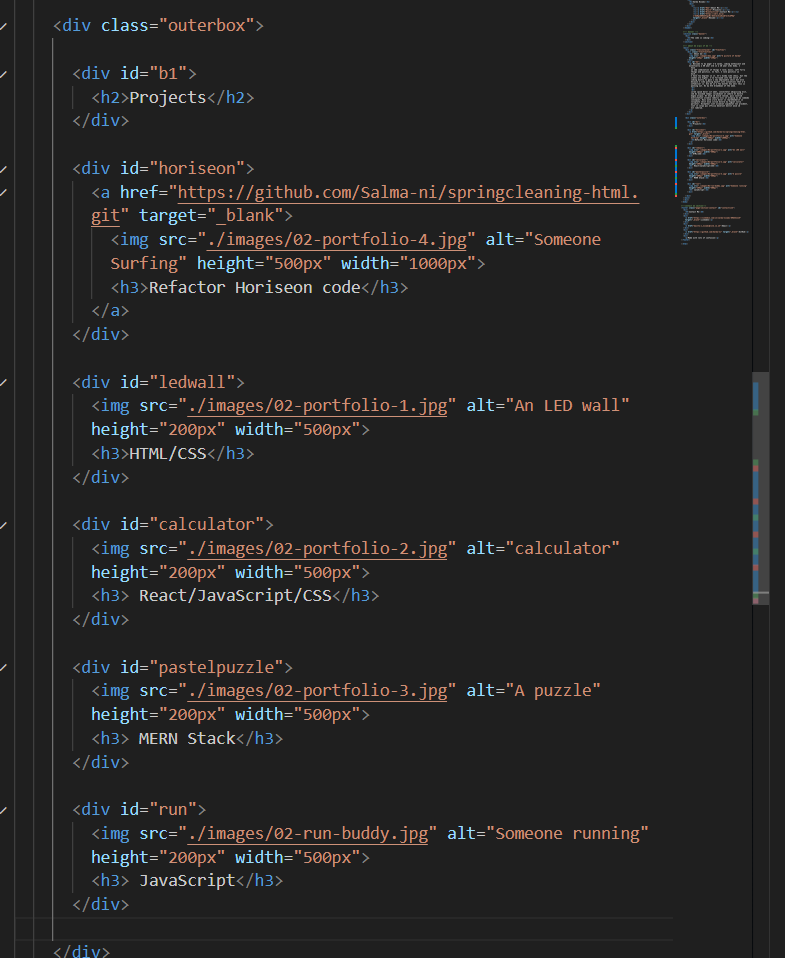 <div class="outerbox">
<div id="b1">
<h2>Projects</h2>
</div>
<div id="horiseon">
<a href="https://github.com/Salma-ni/springcleaning-html.
git" target="_blank">
<img src="./images/02-portfolio-4.jpg" alt="Someone
Surfing" height="500px" width="1000px">
<h3>Refactor Horiseon code</h3>
</a>
</div>
<div id="ledwall">
<img src="./images/02-portfolio-1.jpg" alt="An LED wall"
height="200px" width="500px">
<h3>HTML/CSS</h3>
</div>
<div id="calculator">
<img src="./images/02-portfolio-2.jpg" alt="calculator"
height="200px" width="500px">
<h3> React/JavaScript/CSS</h3>
</div>
<div id="pastelpuzzle">
<img src="./images/02-portfolio-3.jpg" alt="A puzzle"
height="200px" width="500px">
<h3> MERN Stack</h3>
</div>
<div id="run">
<img src="./images/02-run-buddy.jpg" alt="Someone running"
height="200px" width="500px">
<h3> JavaScript</h3>
</div>
</div>